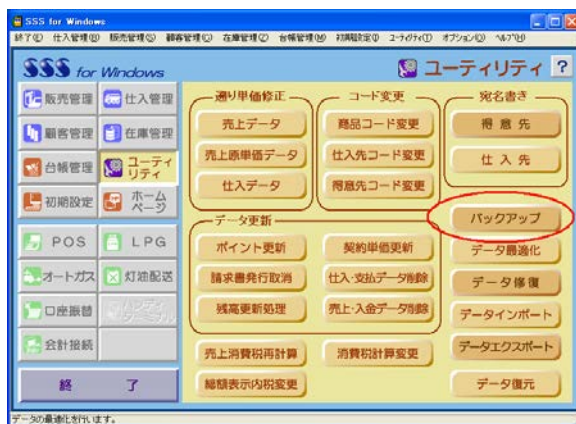 SSS for Windows
終了(E) 仕入管理(B) 販売管理(S) 顧客管理(C) 在庫管理(Z) 台帳管理(M) 初期設定(I) ユーティリティ(T) オプション(O) ヘルプ(H)
SSS for Windows
ユーティリティ ?
販売管理 仕入管理
顧客管理 在庫管理
台帳管理 ユーティリティ
初期設定 ホームページ
POS LPG
オートガス 灯油配送
口座振替
会計接続
終 了
遡り単価修正
売上データ
売上原単価データ
仕入データ
コード変更
商品コード変更
仕入先コード変更
得意先コード変更
宛名書き
得 意 先
仕 入 先
データ更新
ポイント更新 契約単価更新
請求書発行取消 仕入・支払データ削除
残高更新処理 売上・入金データ削除
売上消費税再計算 消費税計算変更
総額表示内税変更
バックアップ
データ最適化
データ修復
データインポート
データエクスポート
データ復元
データの最適化を行います。